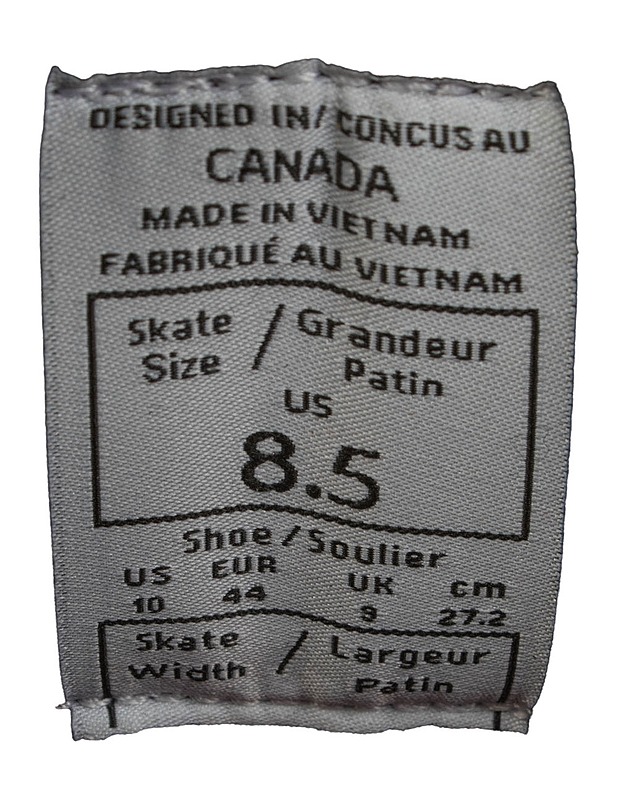 DESIGNED IN/ CONCUS AU
CANADA
MADE IN VIETNAM
FABRIQUÉ AU VIETNAM
Skate Size / Grandeur Patin
US
8.5
Shoe / Soulier
US EUR UK cm
10 44 9 27.2
Skate Width / Largeur Patin